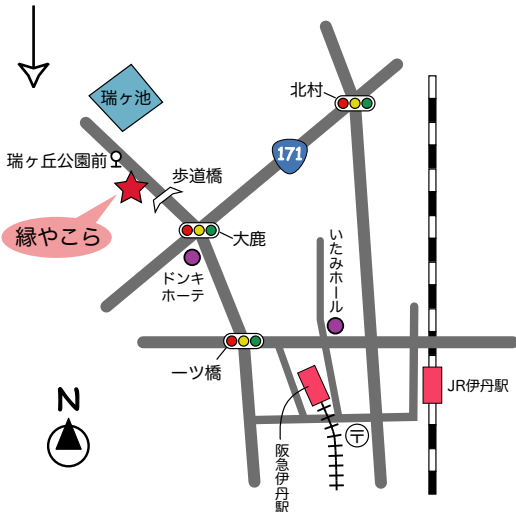 瑞ヶ池
北村
瑞ヶ丘公園前
歩道橋
171
縁やこら
大鹿
ドンキ
ホーテ
いたみホール
一ツ橋
JR伊丹駅
N
〒
阪急伊丹駅